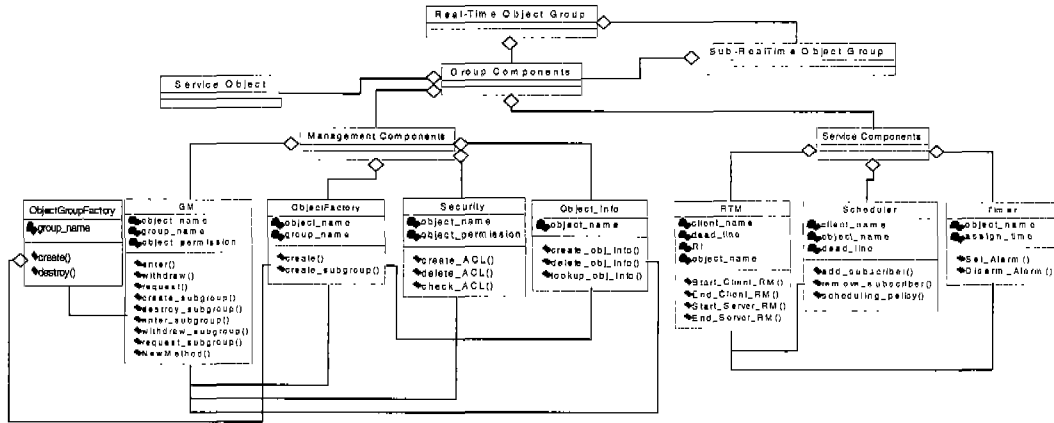 Real-Time Object Group
Sub-RealTime Object Group
Group Components
Service Object
Management Components
Service Components
ObjectGroupFactory
group_name
create()
destroy()
GM
object_name
group_name
object_permission
enter()
withdraw()
request()
create_subgroup()
destroy_subgroup()
enter_subgroup()
withdraw_subgroup()
request_subgroup()
NewMethod()
ObjectFactory
object_name
group_name
create()
create_subgroup()
Security
object_name
object_permission
create_ACL()
delete_ACL()
check_ACL()
Object_Info
object_name
create_obj_info()
delete_obj_info()
lookup_obj_info()
RTM
client_name
dead_line
object_name
Start_Client_RM()
End_Client_RM()
Start_Server_RM()
End_Server_RM()
Scheduler
client_name
object_name
dead_line
add_subscriber()
remove_subscriber()
scheduling_policy()
Timer
object_name
assign_time
Set_Alarm()
Disarm_Alarm()